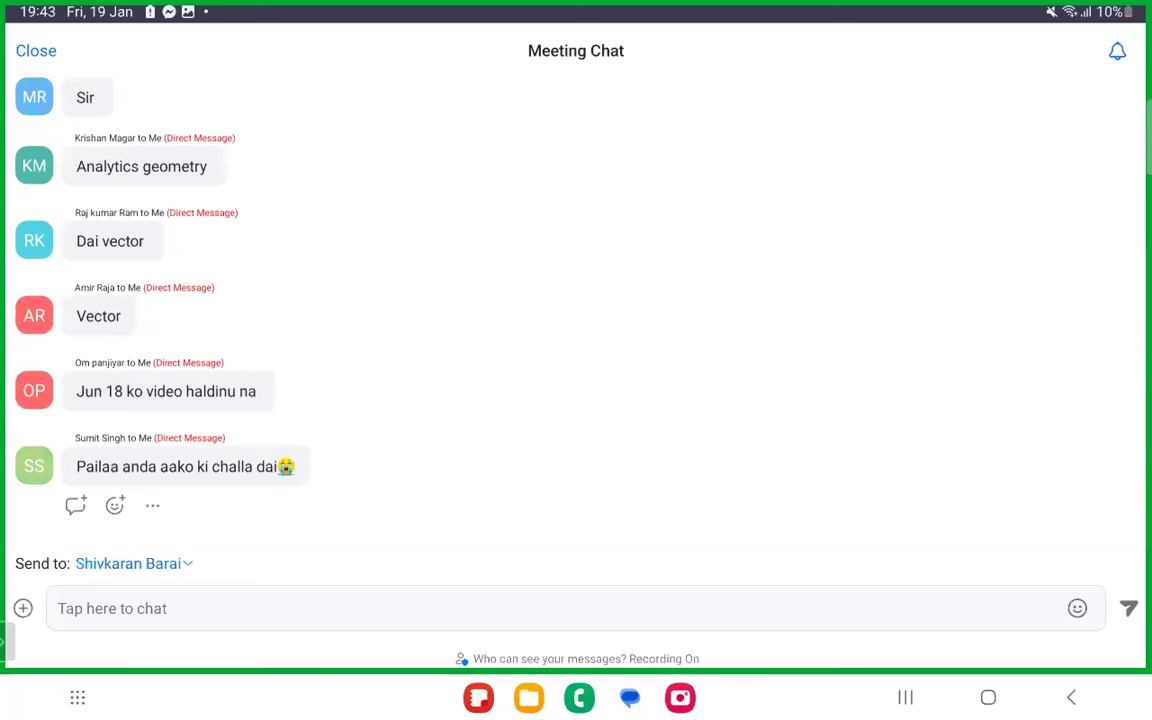 19:43 Fri, 19 Jan 10%
Close Meeting Chat
MR Sir
Krishan Magar to Me (Direct Message)
KM Analytics geometry
Raj kumar Ram to Me (Direct Message)
RK Dai vector
Amir Raja to Me (Direct Message)
AR Vector
Om panjiyar to Me (Direct Message)
OP Jun 18 ko video haldinu na
Sumit Singh to Me (Direct Message)
SS Pailaa anda aako ki challa dai😭
Send to: Shivkaran Barai
Tap here to chat
Who can see your messages? Recording On